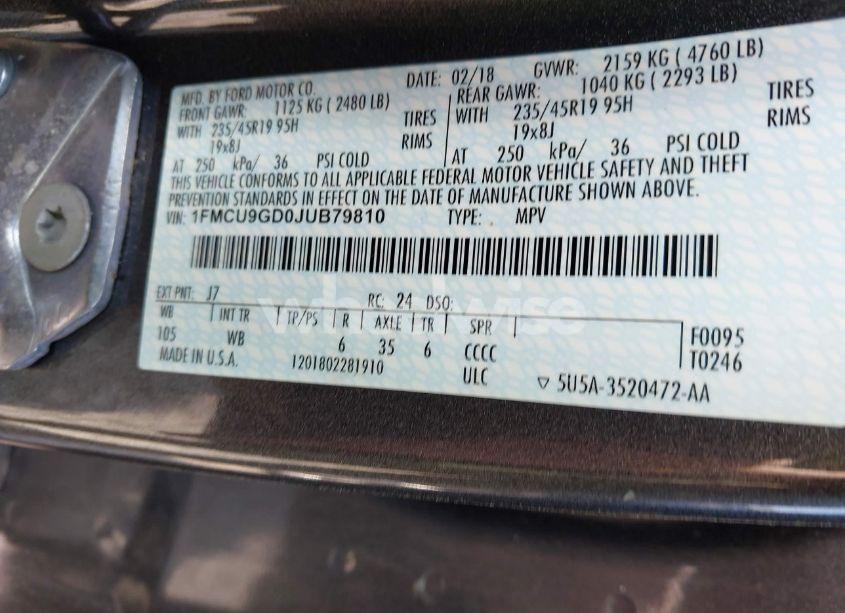 MFD. BY FORD MOTOR CO.
DATE: 02/18 GVWR: 2159 KG ( 4760 LB)
FRONT GAWR: 1125 KG ( 2480 LB) REAR GAWR: 1040 KG ( 2293 LB)
WITH 235/45R19 95H TIRES WITH 235/45R19 95H TIRES
19x8J RIMS 19x8J RIMS
AT 250 kPa/ 36 PSI COLD AT 250 kPa/ 36 PSI COLD
THIS VEHICLE CONFORMS TO ALL APPLICABLE FEDERAL MOTOR VEHICLE SAFETY AND THEFT
PREVENTION STANDARDS IN EFFECT ON THE DATE OF MANUFACTURE SHOWN ABOVE.
VIN: 1FMCU9GD0JUB79810 TYPE: MPV
EXT PNT: J7 RC: 24 DSO:
WB INT TR TP/PS R AXLE TR SPR
105 WB 6 35 6 CCCC F0095
MADE IN U.S.A. 1201802281910 ULC T0246
▽ 5U5A-3520472-AA